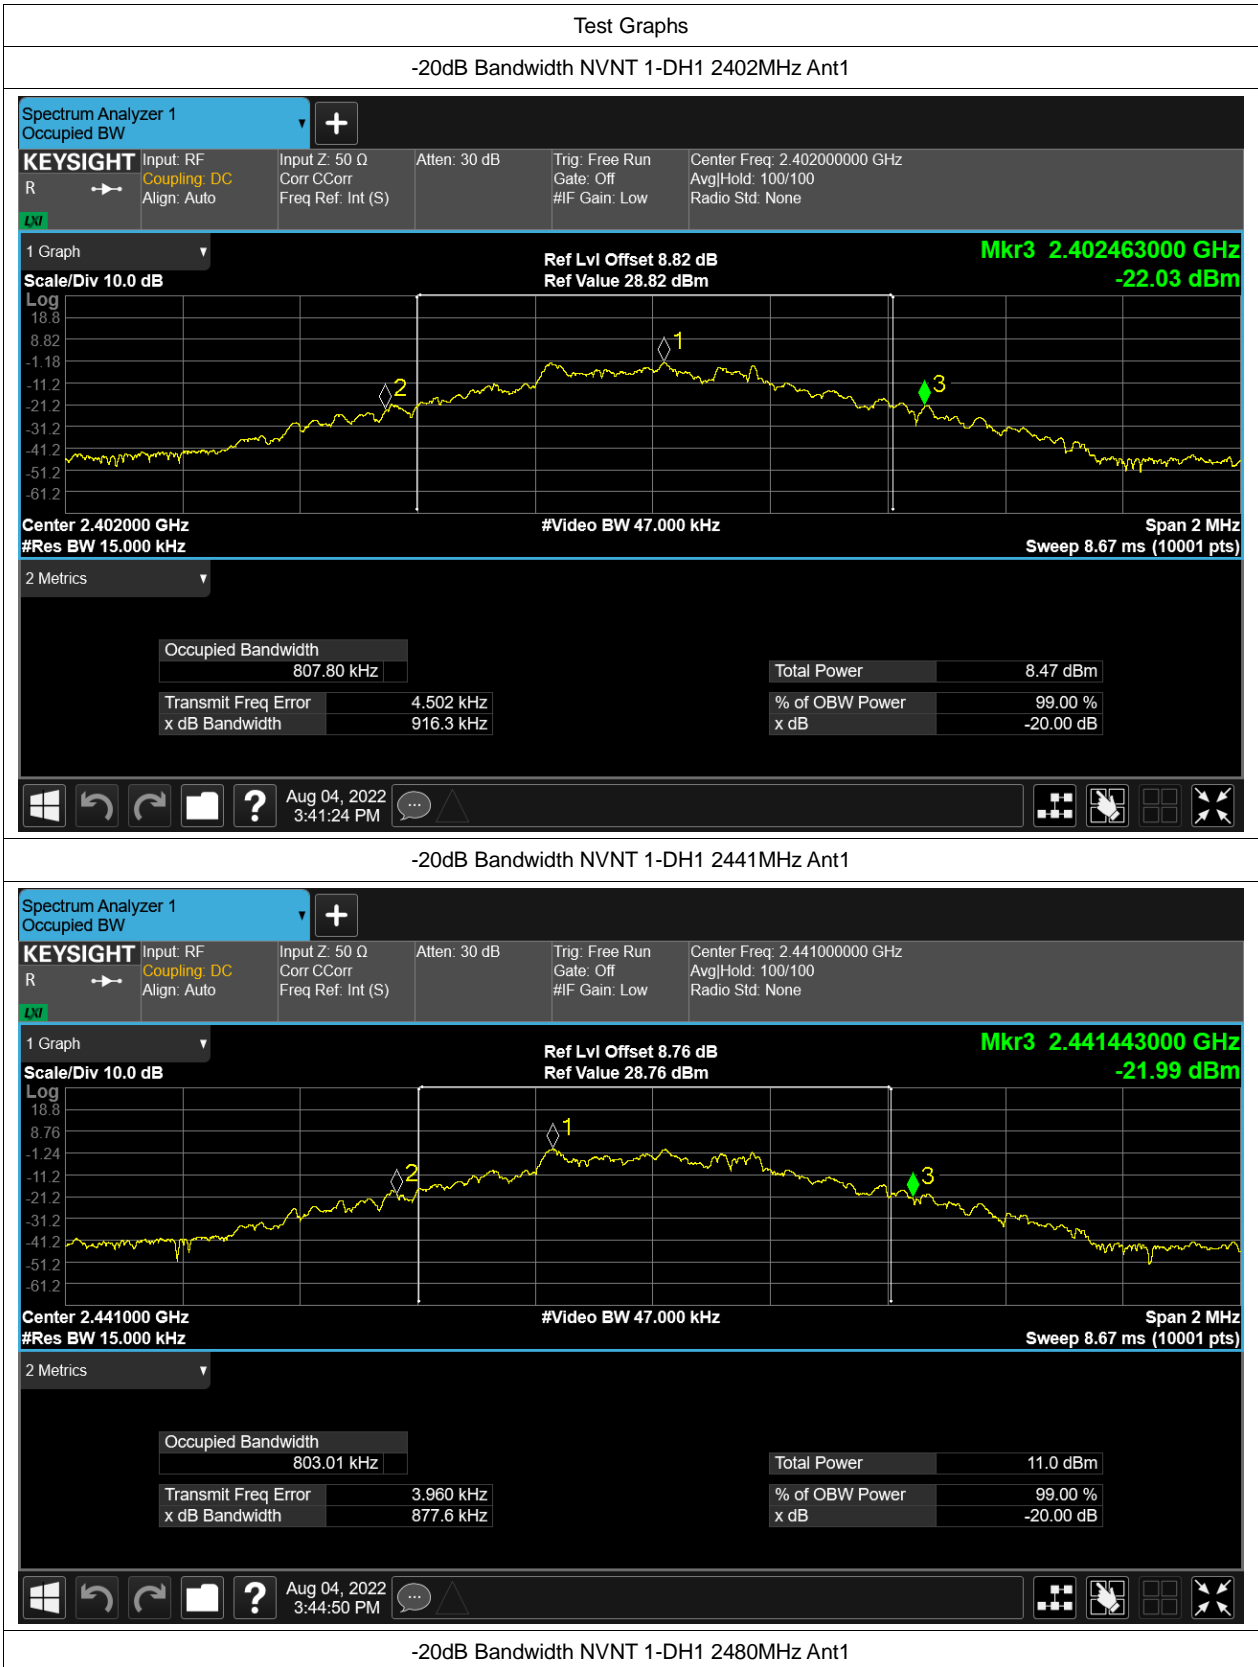 Test Graphs
-20dB Bandwidth NVNT 1-DH1 2402MHz Ant1
Spectrum Analyzer 1
Occupied BW
KEYSIGHT
R
LXI
Input: RF
Coupling: DC
Align: Auto
Input Z: 50 Ω
Corr CCorr
Freq Ref: Int (S)
Atten: 30 dB
Trig: Free Run
Gate: Off
#IF Gain: Low
Center Freq: 2.402000000 GHz
Avg|Hold: 100/100
Radio Std: None
1 Graph
Scale/Div 10.0 dB
Ref Lvl Offset 8.82 dB
Ref Value 28.82 dBm
Mkr3 2.402463000 GHz
-22.03 dBm
Log
18.8
8.82
-1.18
-11.2
-21.2
-31.2
-41.2
-51.2
-61.2
1
2
3
Center 2.402000 GHz
#Res BW 15.000 kHz
#Video BW 47.000 kHz
Span 2 MHz
Sweep 8.67 ms (10001 pts)
2 Metrics
Occupied Bandwidth
807.80 kHz
Transmit Freq Error 4.502 kHz
x dB Bandwidth 916.3 kHz
Total Power 8.47 dBm
% of OBW Power 99.00 %
x dB -20.00 dB
?
Aug 04, 2022
3:41:24 PM
-20dB Bandwidth NVNT 1-DH1 2441MHz Ant1
Spectrum Analyzer 1
Occupied BW
KEYSIGHT
R
LXI
Input: RF
Coupling: DC
Align: Auto
Input Z: 50 Ω
Corr CCorr
Freq Ref: Int (S)
Atten: 30 dB
Trig: Free Run
Gate: Off
#IF Gain: Low
Center Freq: 2.441000000 GHz
Avg|Hold: 100/100
Radio Std: None
1 Graph
Scale/Div 10.0 dB
Ref Lvl Offset 8.76 dB
Ref Value 28.76 dBm
Mkr3 2.441443000 GHz
-21.99 dBm
Log
18.8
8.76
-1.24
-11.2
-21.2
-31.2
-41.2
-51.2
-61.2
1
2
3
Center 2.441000 GHz
#Res BW 15.000 kHz
#Video BW 47.000 kHz
Span 2 MHz
Sweep 8.67 ms (10001 pts)
2 Metrics
Occupied Bandwidth
803.01 kHz
Transmit Freq Error 3.960 kHz
x dB Bandwidth 877.6 kHz
Total Power 11.0 dBm
% of OBW Power 99.00 %
x dB -20.00 dB
?
Aug 04, 2022
3:44:50 PM
-20dB Bandwidth NVNT 1-DH1 2480MHz Ant1